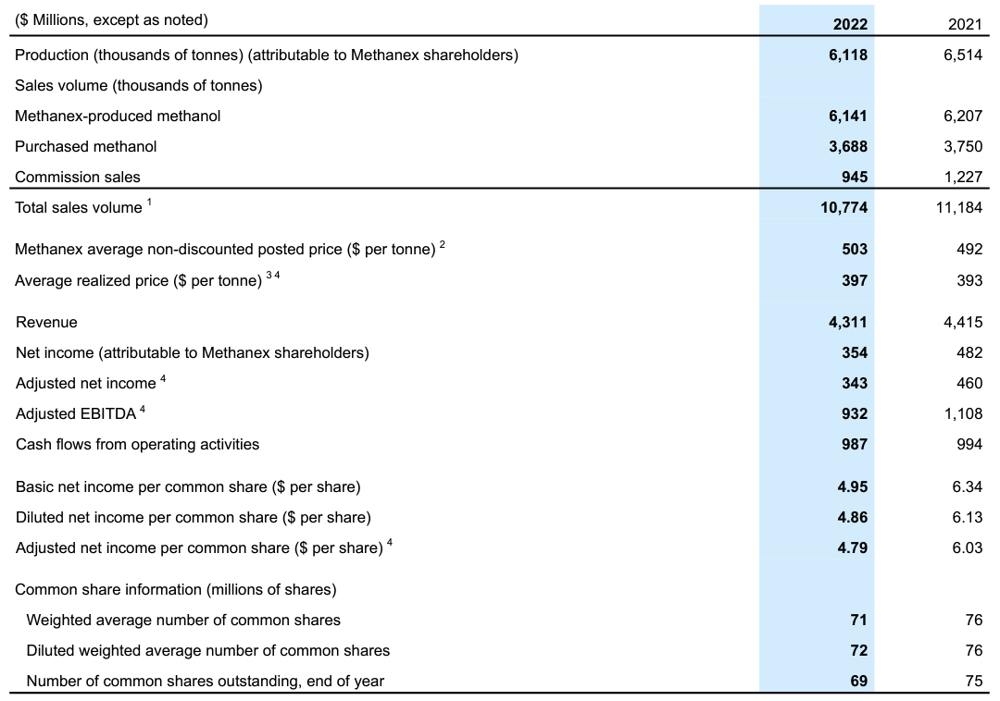 ($ Millions, except as noted) 2022 2021
Production (thousands of tonnes) (attributable to Methanex shareholders) 6,118 6,514
Sales volume (thousands of tonnes)
Methanex-produced methanol 6,141 6,207
Purchased methanol 3,688 3,750
Commission sales 945 1,227
Total sales volume 1 10,774 11,184
Methanex average non-discounted posted price ($ per tonne) 2 503 492
Average realized price ($ per tonne) 3 4 397 393
Revenue 4,311 4,415
Net income (attributable to Methanex shareholders) 354 482
Adjusted net income 4 343 460
Adjusted EBITDA 4 932 1,108
Cash flows from operating activities 987 994
Basic net income per common share ($ per share) 4.95 6.34
Diluted net income per common share ($ per share) 4.86 6.13
Adjusted net income per common share ($ per share) 4 4.79 6.03
Common share information (millions of shares)
Weighted average number of common shares 71 76
Diluted weighted average number of common shares 72 76
Number of common shares outstanding, end of year 69 75